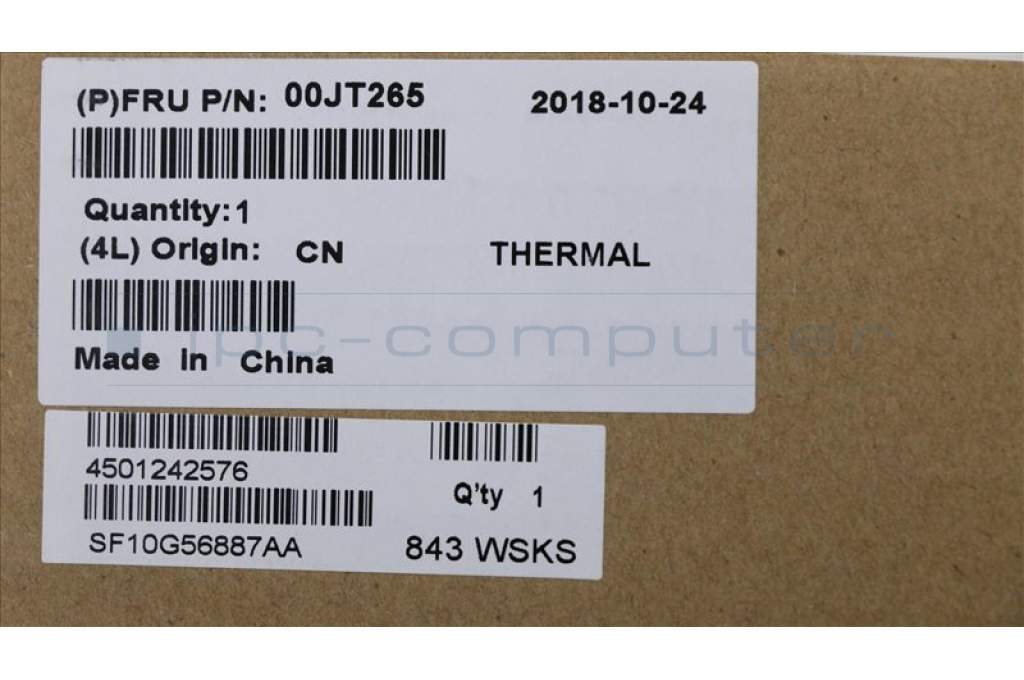 (P)FRU P/N: 00JT265 2018-10-24
Quantity:1
(4L) Origin: CN THERMAL
ipc-computer
Made in China
4501242576
Q'ty 1
SF10G56887AA 843 WSKS